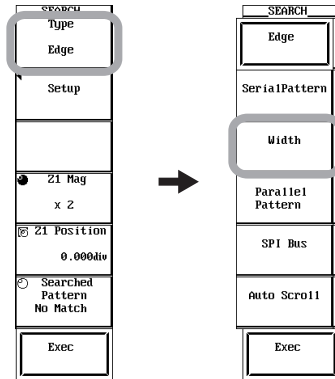 SEARCH
Type
Edge
Setup
Z1 Mag
x 2
Z1 Position
0.000div
Searched
Pattern
No Match
Exec
SEARCH
Edge
SerialPattern
Width
Parallel
Pattern
SPI Bus
Auto Scroll
Exec